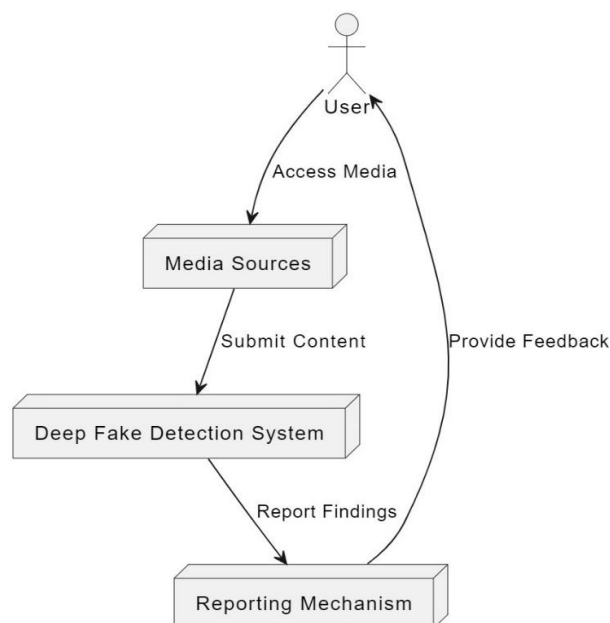 User
Access Media
Media Sources
Submit Content
Provide Feedback
Deep Fake Detection System
Report Findings
Reporting Mechanism